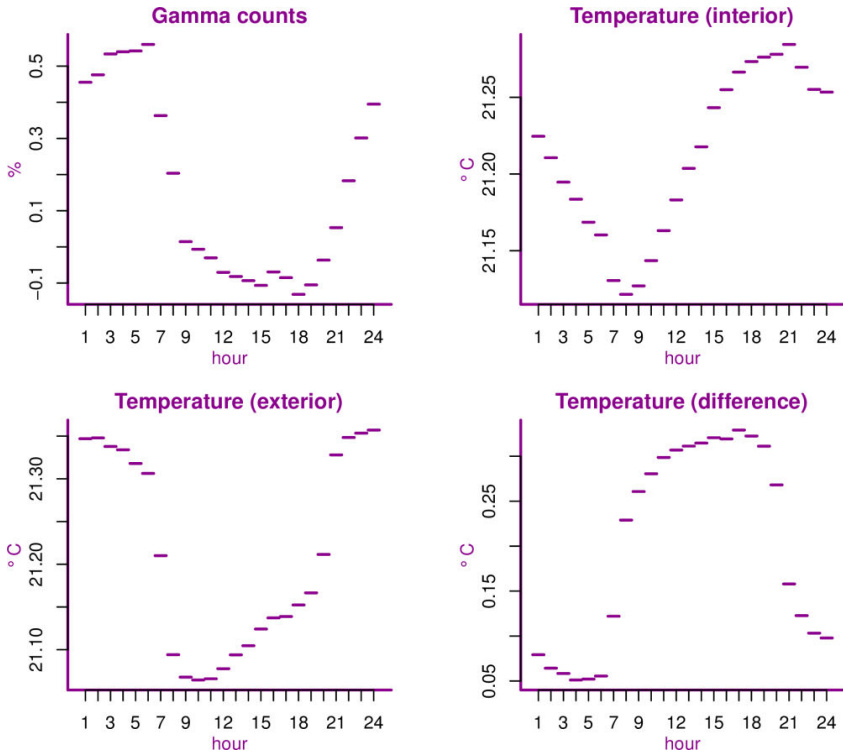 Gamma counts
%
0.5
0.3
0.1
−0.1
1 3 5 7 9 12 15 18 21 24
hour
Temperature (interior)
° C
21.25
21.20
21.15
1 3 5 7 9 12 15 18 21 24
hour
Temperature (exterior)
° C
21.30
21.20
21.10
1 3 5 7 9 12 15 18 21 24
hour
Temperature (difference)
° C
0.25
0.15
0.05
1 3 5 7 9 12 15 18 21 24
hour